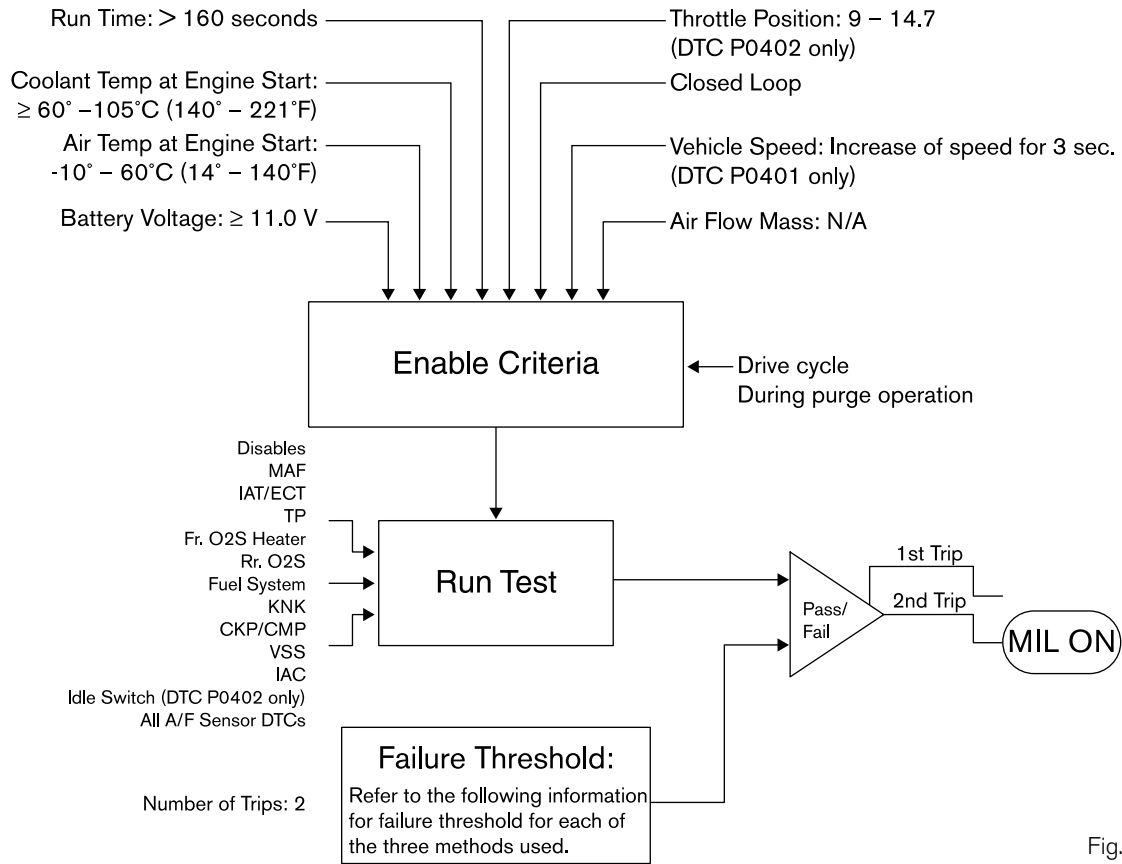 Run Time: > 160 seconds
Coolant Temp at Engine Start:
≥ 60° –105°C (140° – 221°F)
Air Temp at Engine Start:
-10° – 60°C (14° – 140°F)
Battery Voltage: ≥ 11.0 V
Throttle Position: 9 – 14.7
(DTC P0402 only)
Closed Loop
Vehicle Speed: Increase of speed for 3 sec.
(DTC P0401 only)
Air Flow Mass: N/A
Enable Criteria
Drive cycle
During purge operation
Disables
MAF
IAT/ECT
TP
Fr. O2S Heater
Rr. O2S
Fuel System
KNK
CKP/CMP
VSS
IAC
Idle Switch (DTC P0402 only)
All A/F Sensor DTCs
Run Test
Pass/
Fail
1st Trip
2nd Trip
MIL ON
Number of Trips: 2
Failure Threshold:
Refer to the following information
for failure threshold for each of
the three methods used.
Fig.